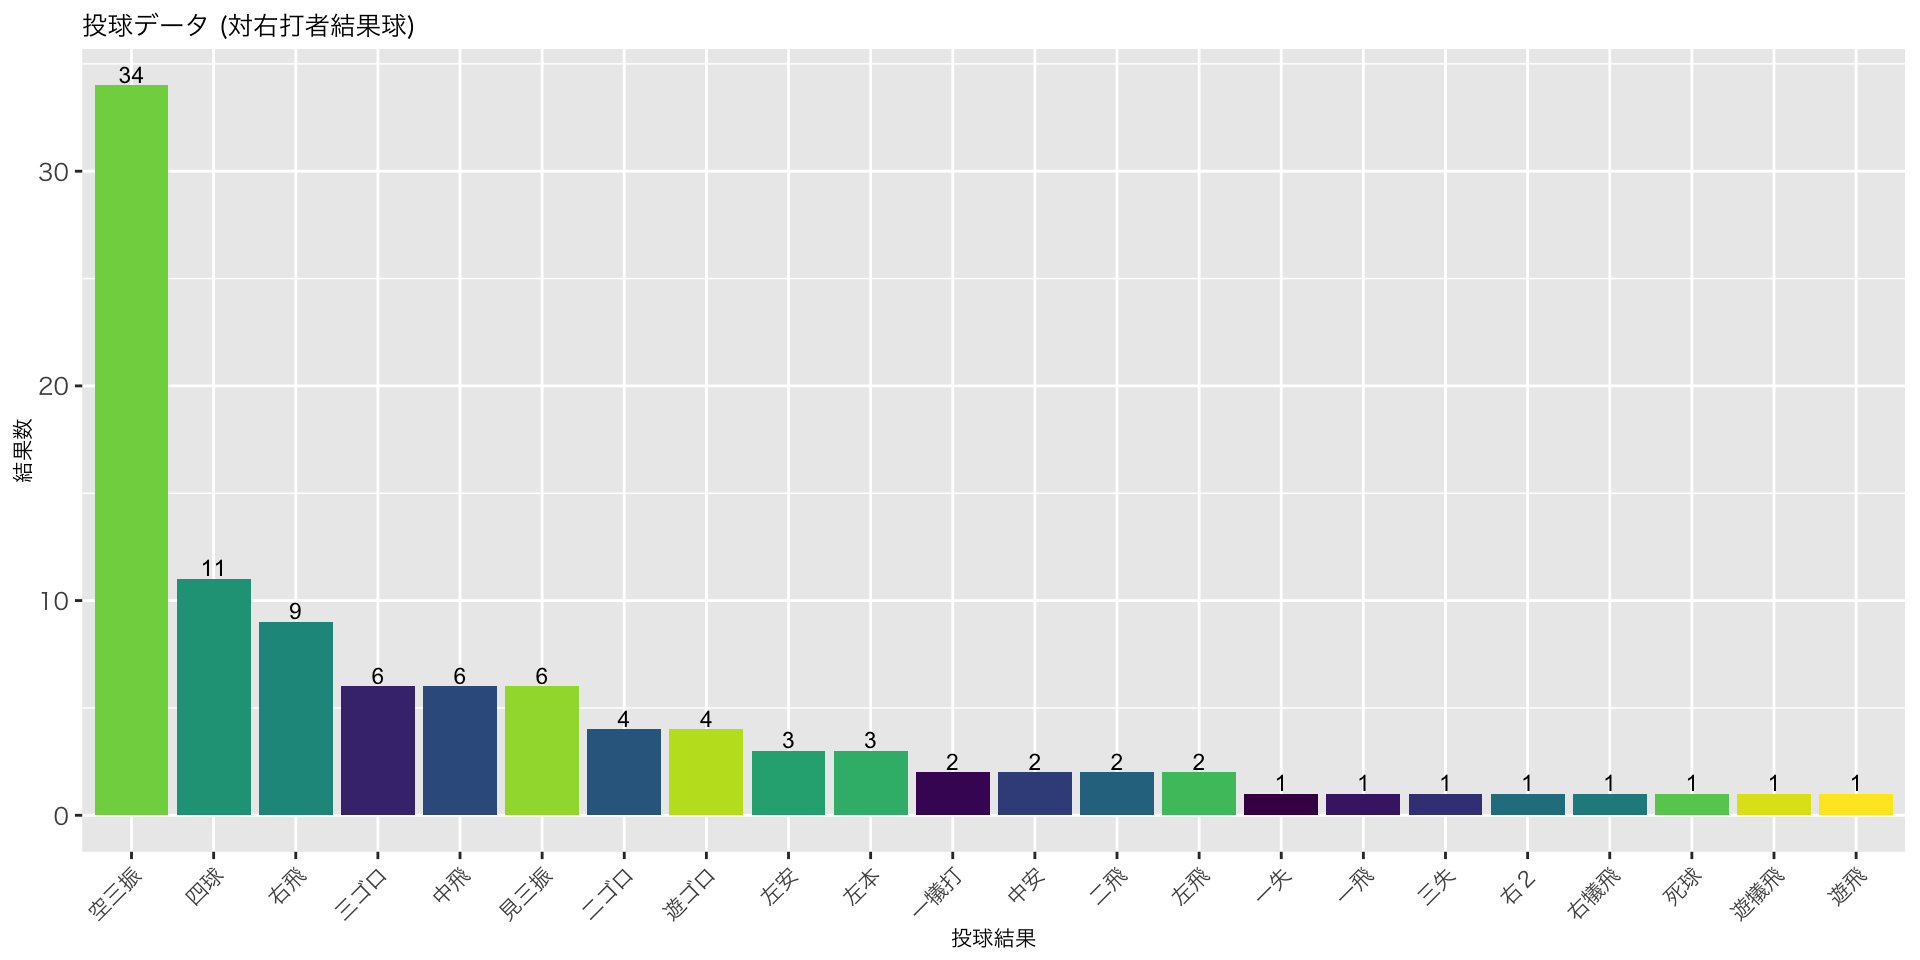 投球データ (対右打者結果球)
結果数
30
20
10
0
34
11
9
6
6
6
4
4
3
3
2
2
2
2
1
1
1
1
1
1
1
1
空三振
四球
右飛
三ゴロ
中飛
見三振
二ゴロ
遊ゴロ
左安
左本
一犠打
中安
二飛
左飛
一失
一飛
三失
右２
右犠飛
死球
遊犠飛
遊飛
投球結果